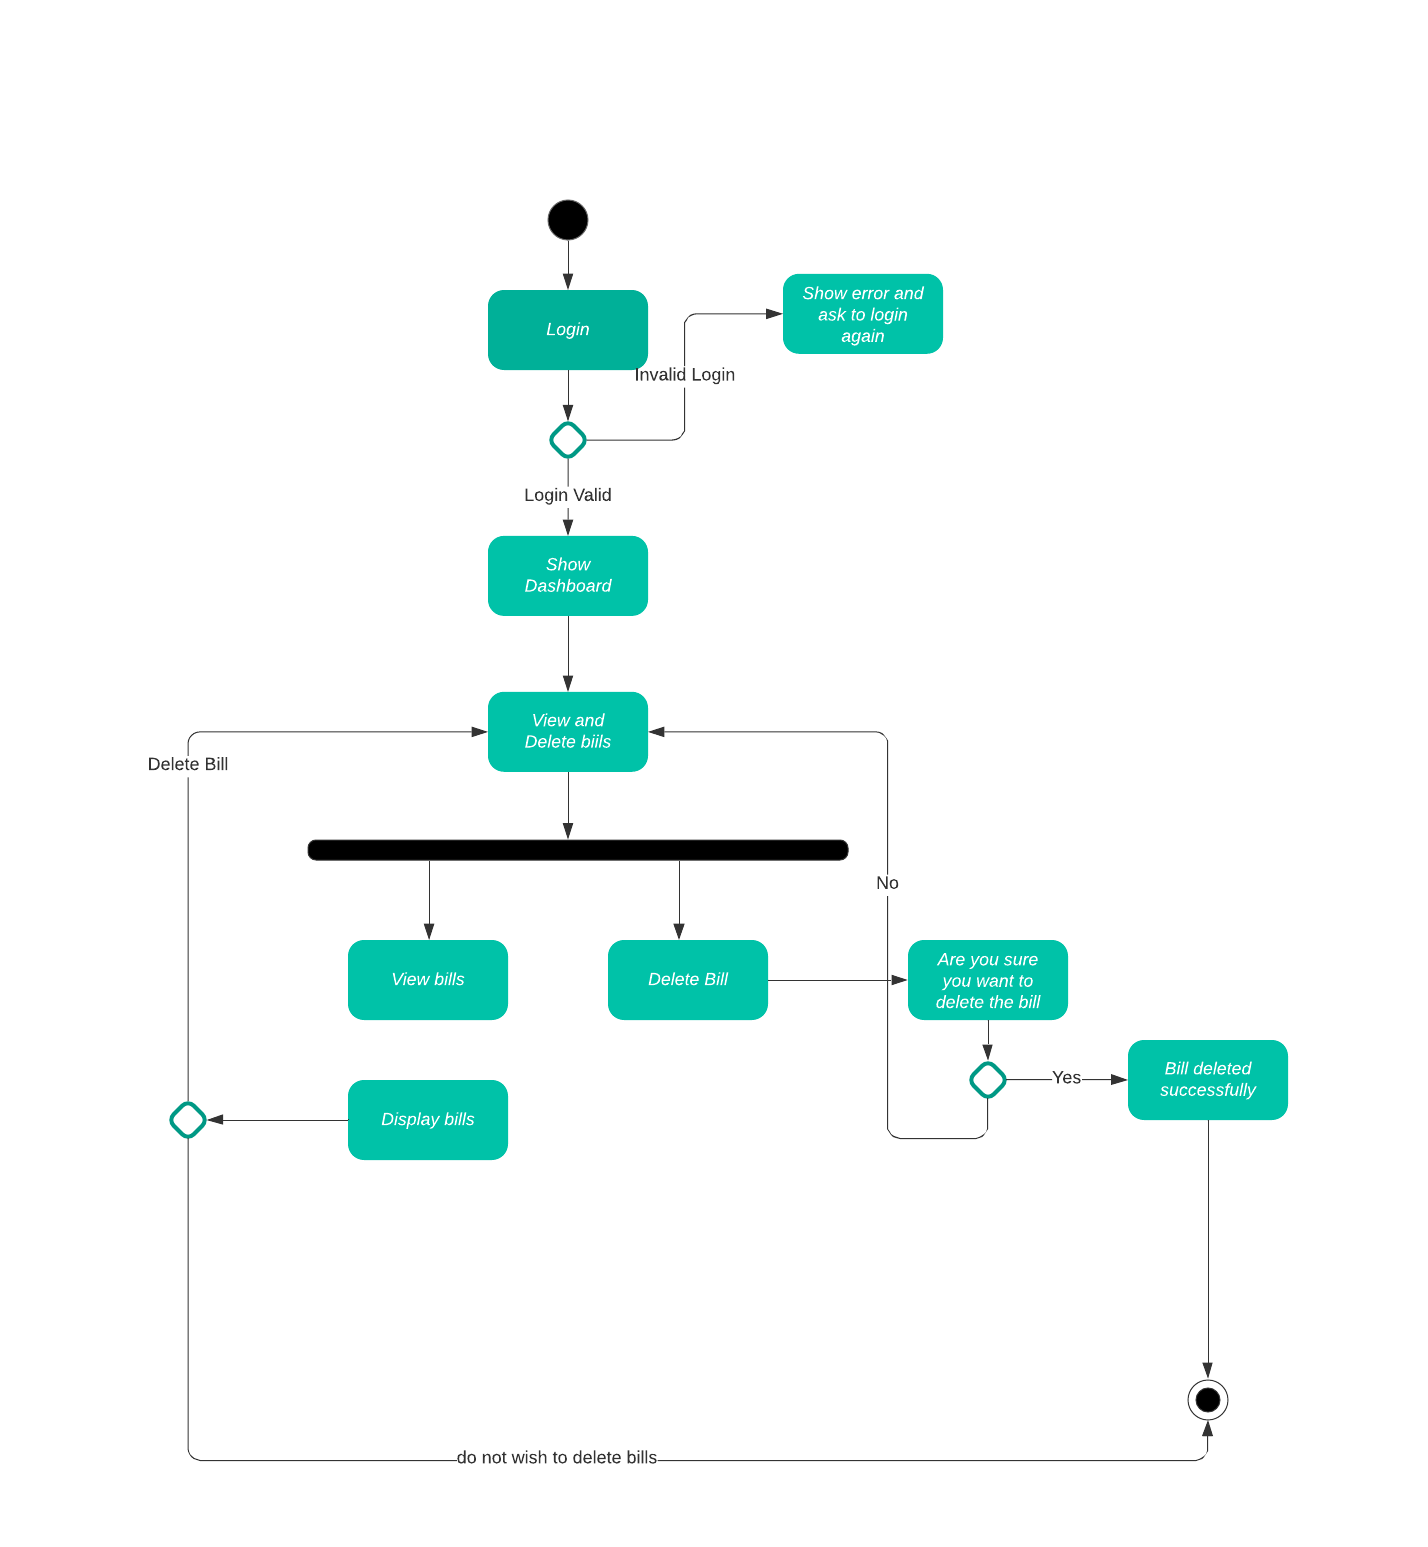 Login
Show error and
ask to login
again
Invalid Login
Login Valid
Show
Dashboard
View and
Delete biils
Delete Bill
No
View bills
Delete Bill
Are you sure
you want to
delete the bill
Yes
Bill deleted
successfully
Display bills
do not wish to delete bills